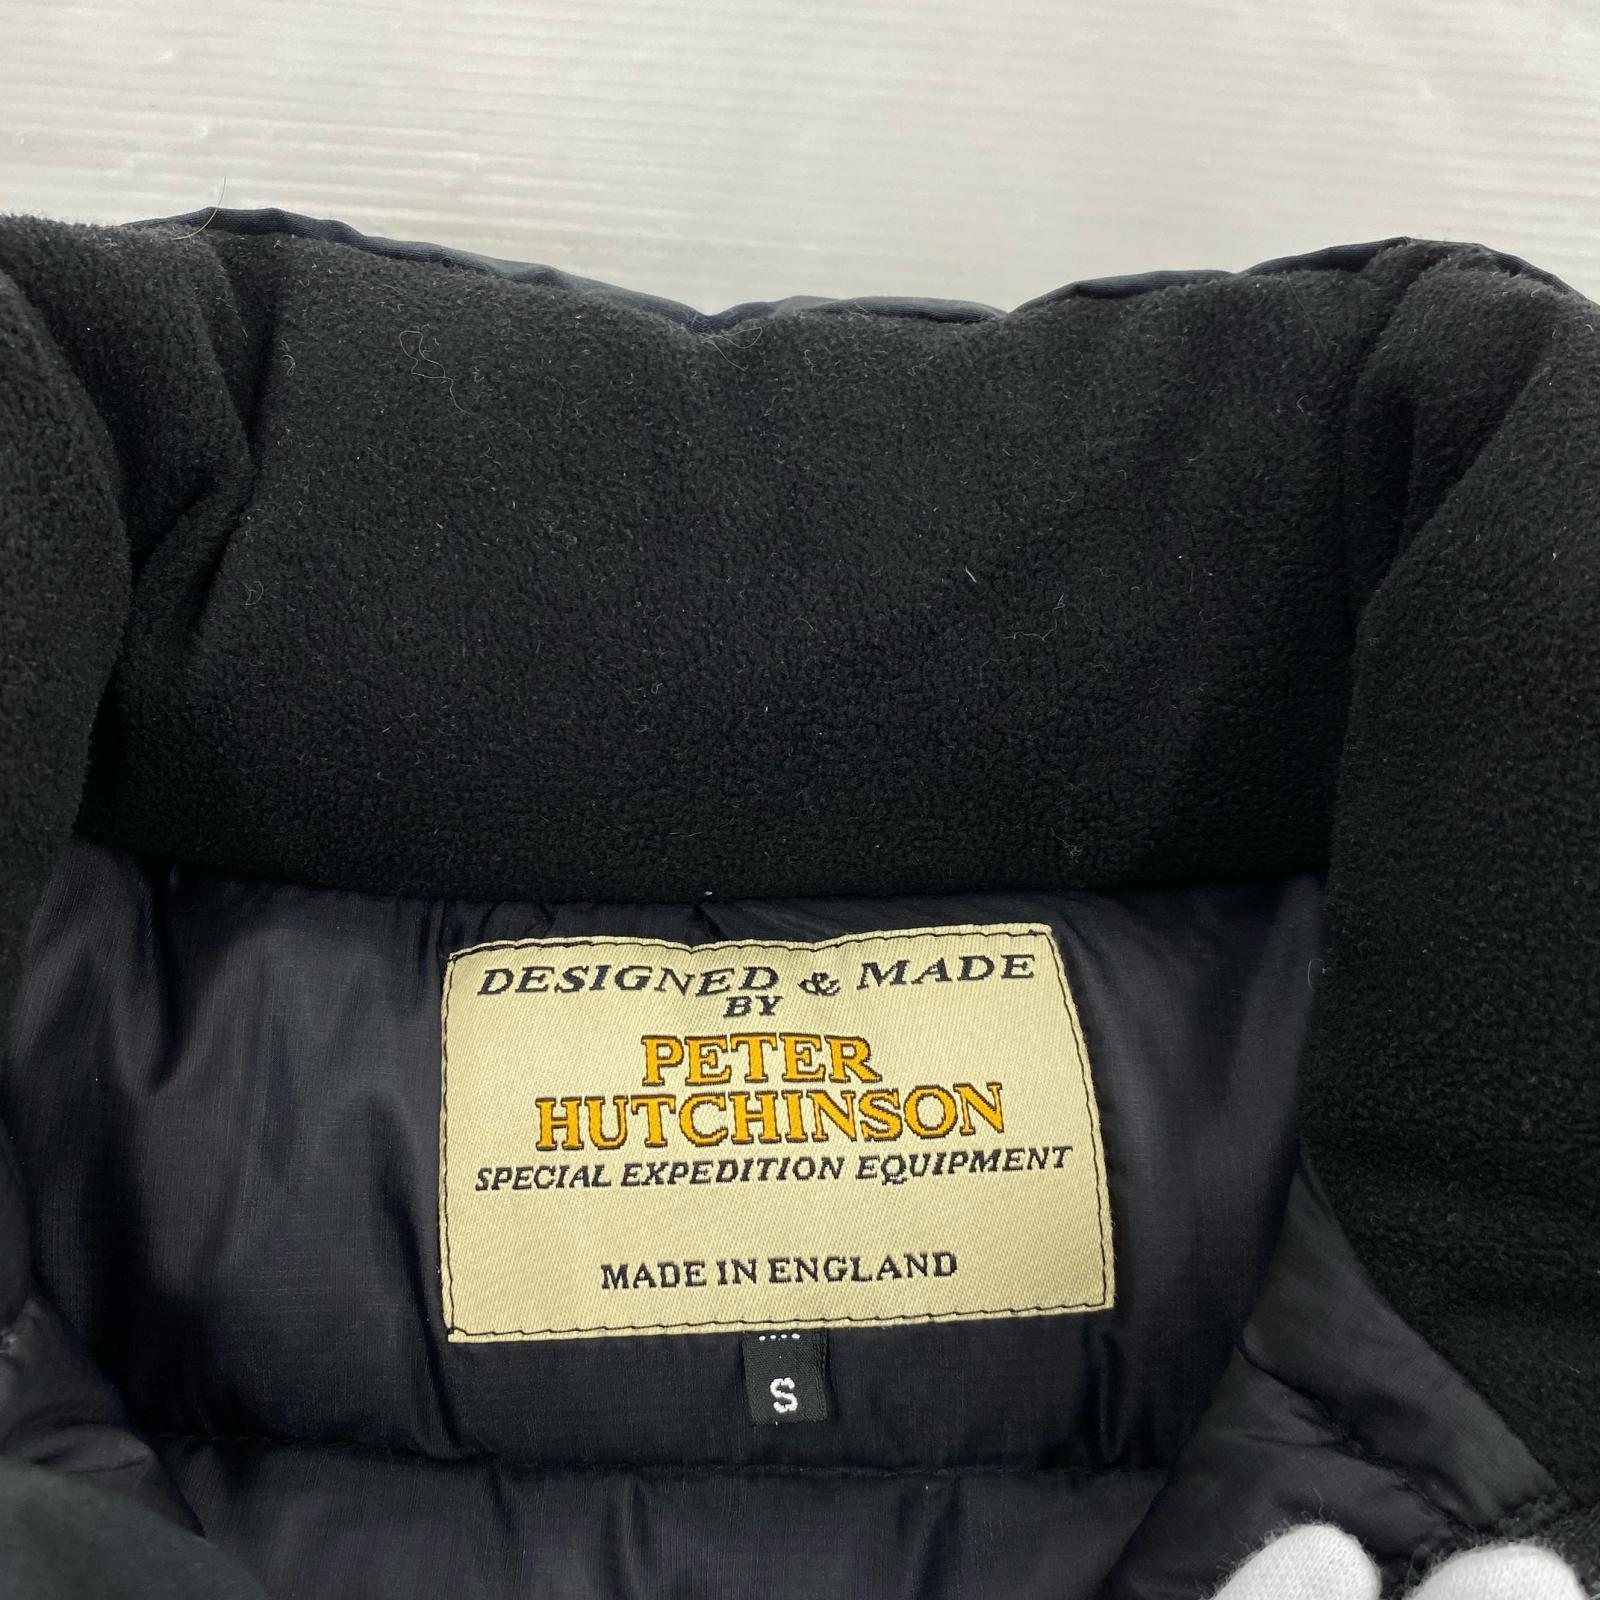 DESIGNED & MADE
BY
PETER
HUTCHINSON
SPECIAL EXPEDITION EQUIPMENT
MADE IN ENGLAND
S